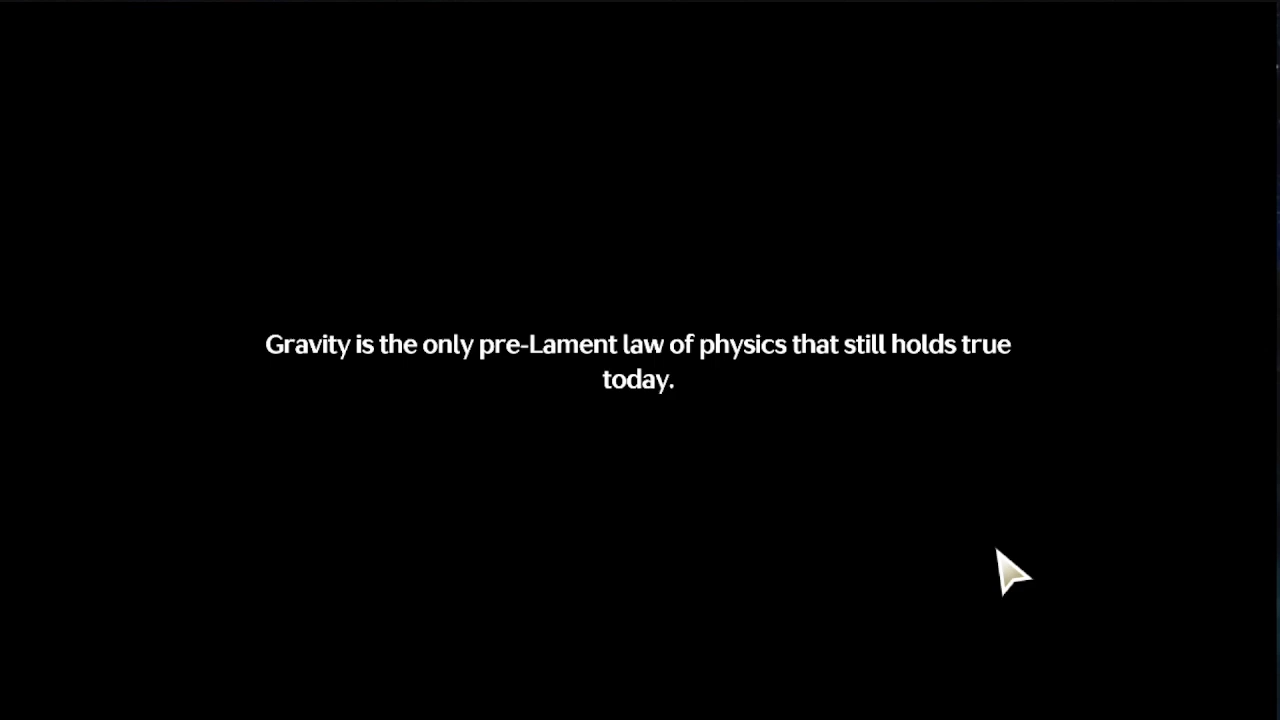 Gravity is the only pre-Lament law of physics that still holds true
today.